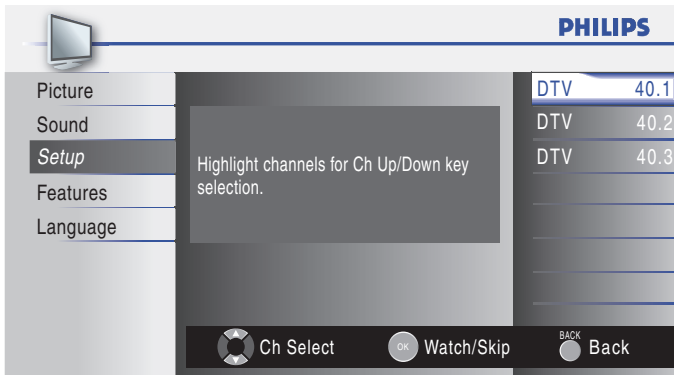 PHILIPS
Picture
Sound
Setup
Features
Language
Highlight channels for Ch Up/Down key
selection.
DTV 40.1
DTV 40.2
DTV 40.3
Ch Select
OK Watch/Skip
BACK Back